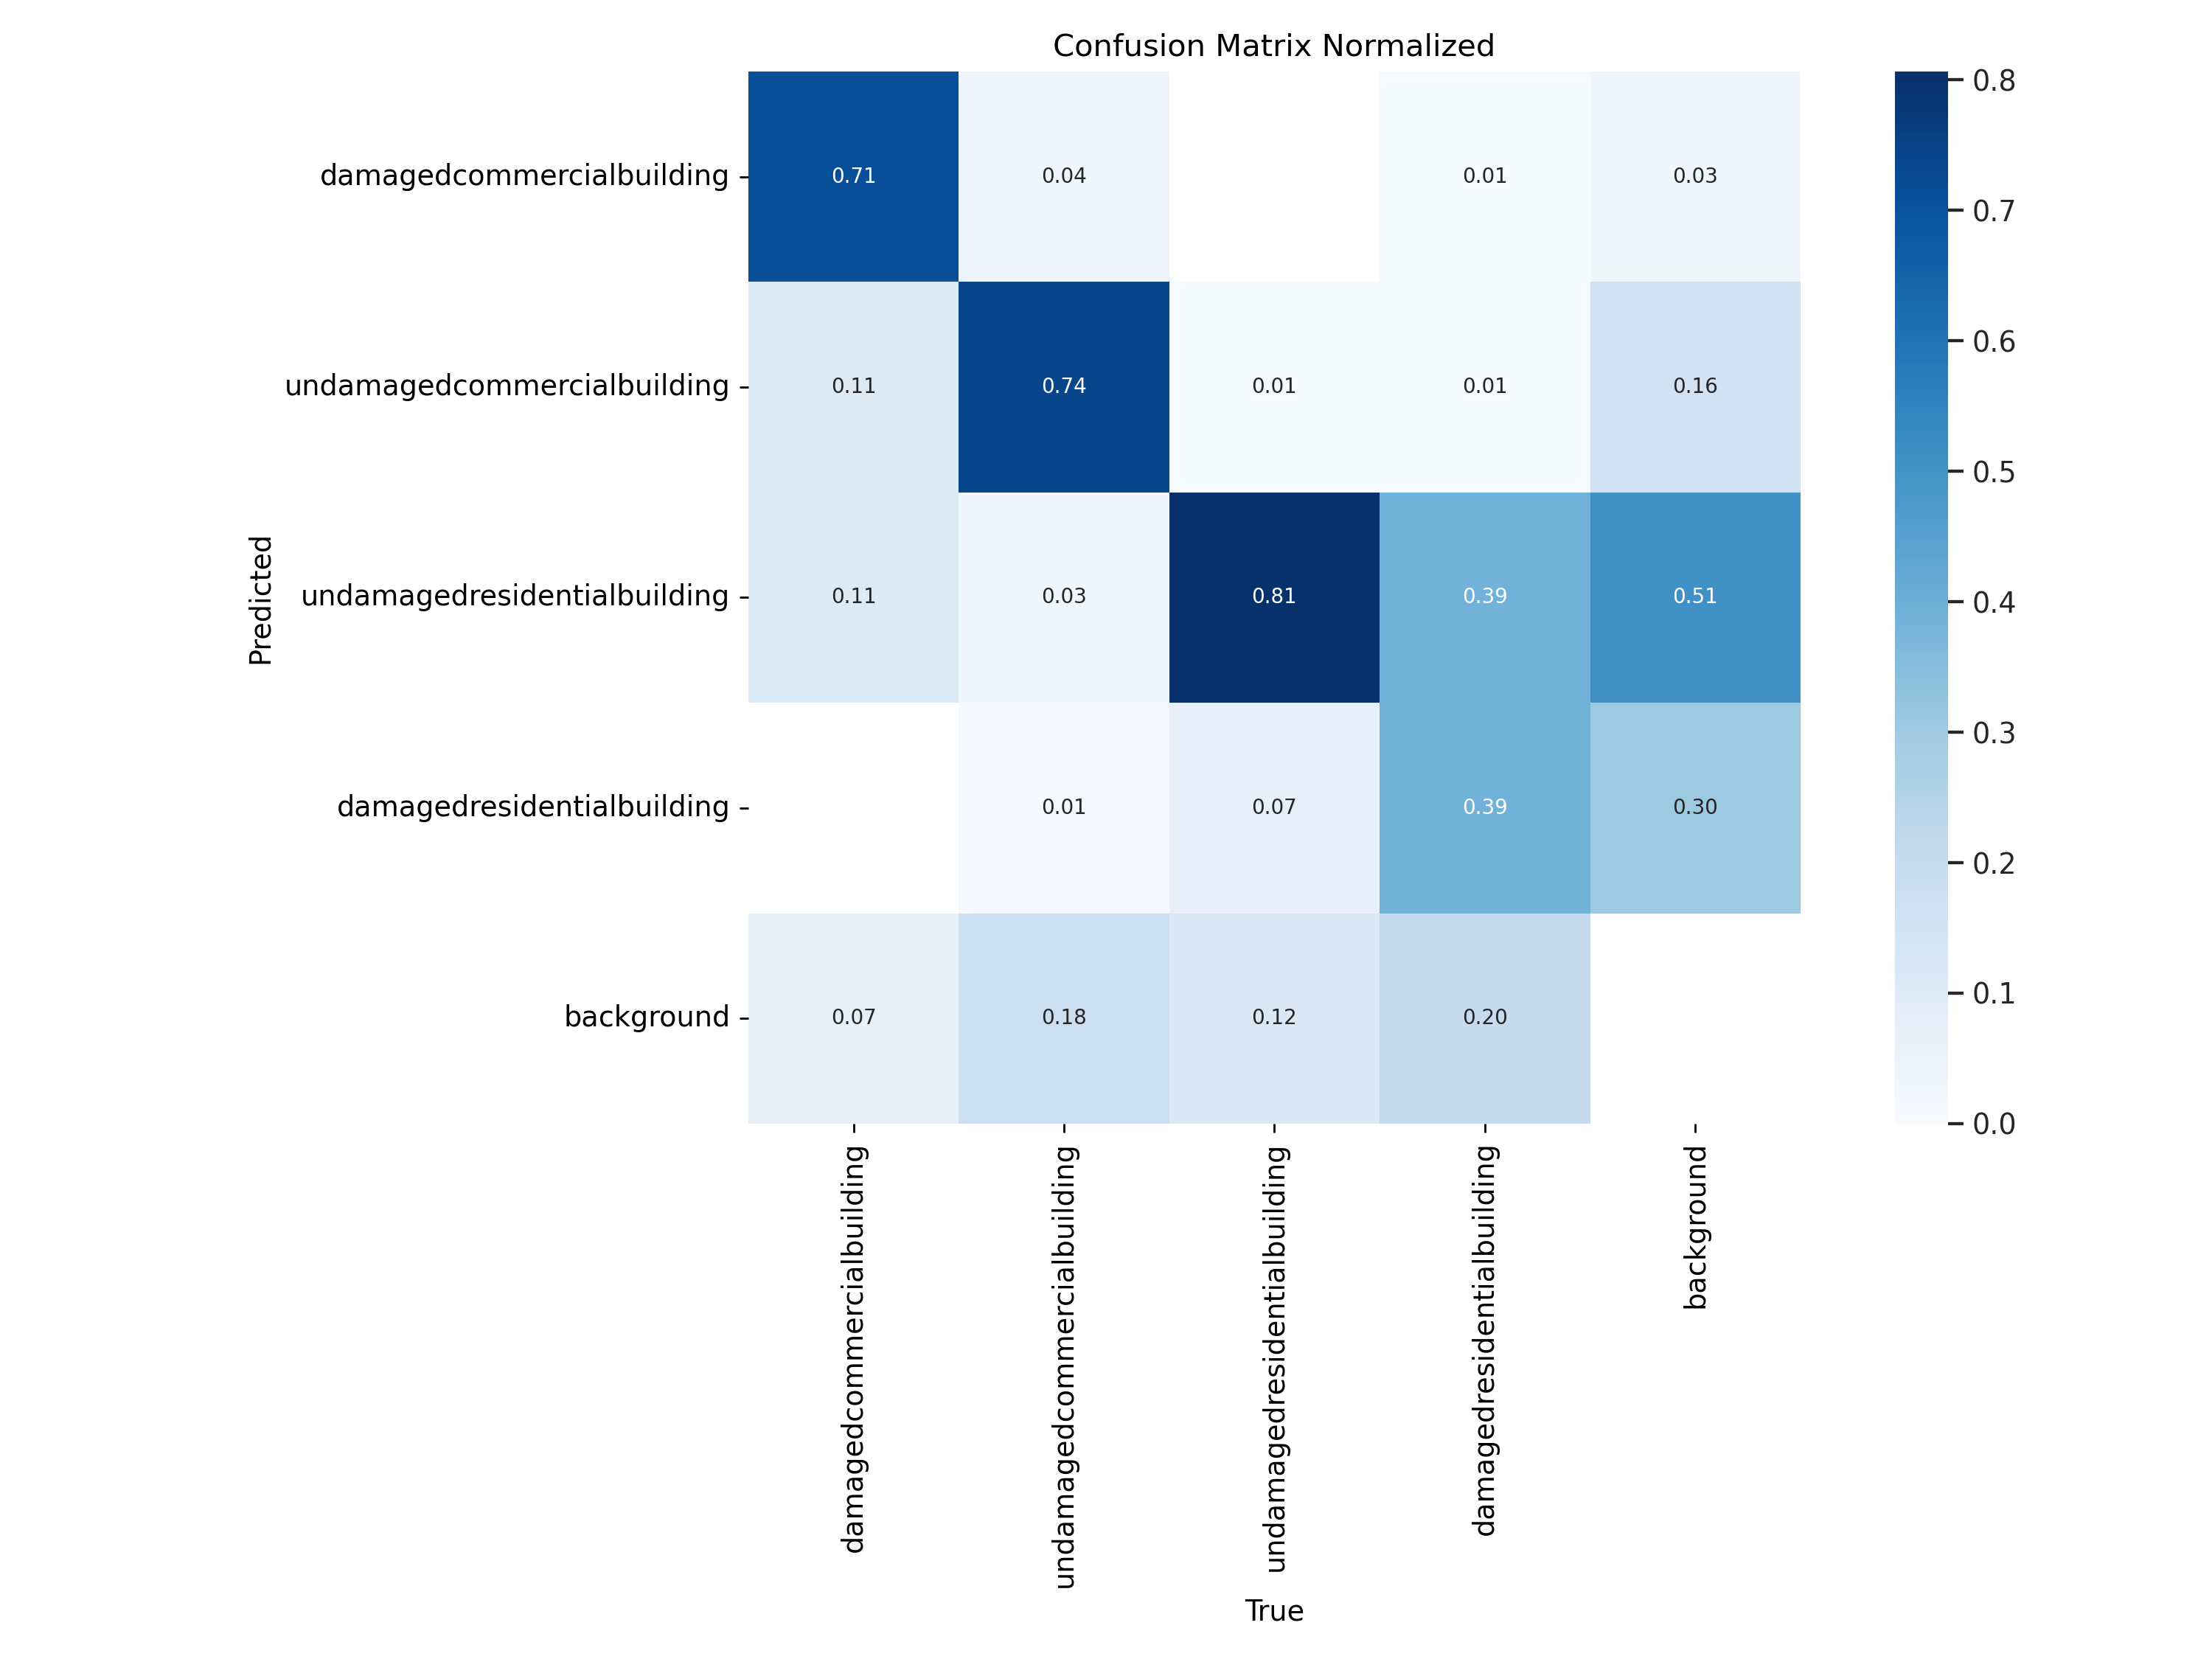 Confusion Matrix Normalized
Predicted
damagedcommercialbuilding
0.71
0.04
0.01
0.03
undamagedcommercialbuilding
0.11
0.74
0.01
0.01
0.16
undamagedresidentialbuilding
0.11
0.03
0.81
0.39
0.51
damagedresidentialbuilding
0.01
0.07
0.39
0.30
background
0.07
0.18
0.12
0.20
damagedcommercialbuilding
undamagedcommercialbuilding
undamagedresidentialbuilding
damagedresidentialbuilding
background
True
0.8
0.7
0.6
0.5
0.4
0.3
0.2
0.1
0.0